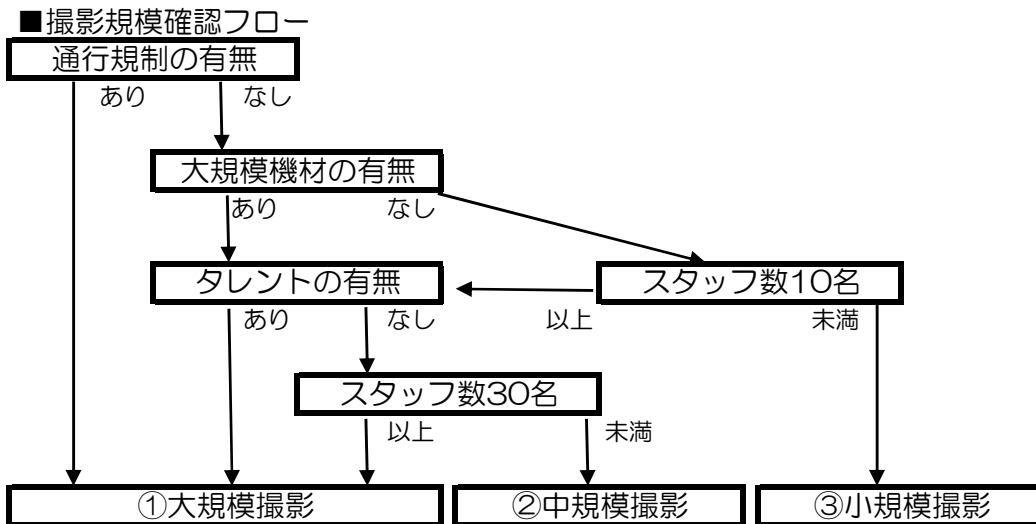 ■撮影規模確認フロー
通行規制の有無
あり なし
大規模機材の有無
あり なし
タレントの有無 スタッフ数10名
あり なし 以上 未満
スタッフ数30名
以上 未満
①大規模撮影 ②中規模撮影 ③小規模撮影